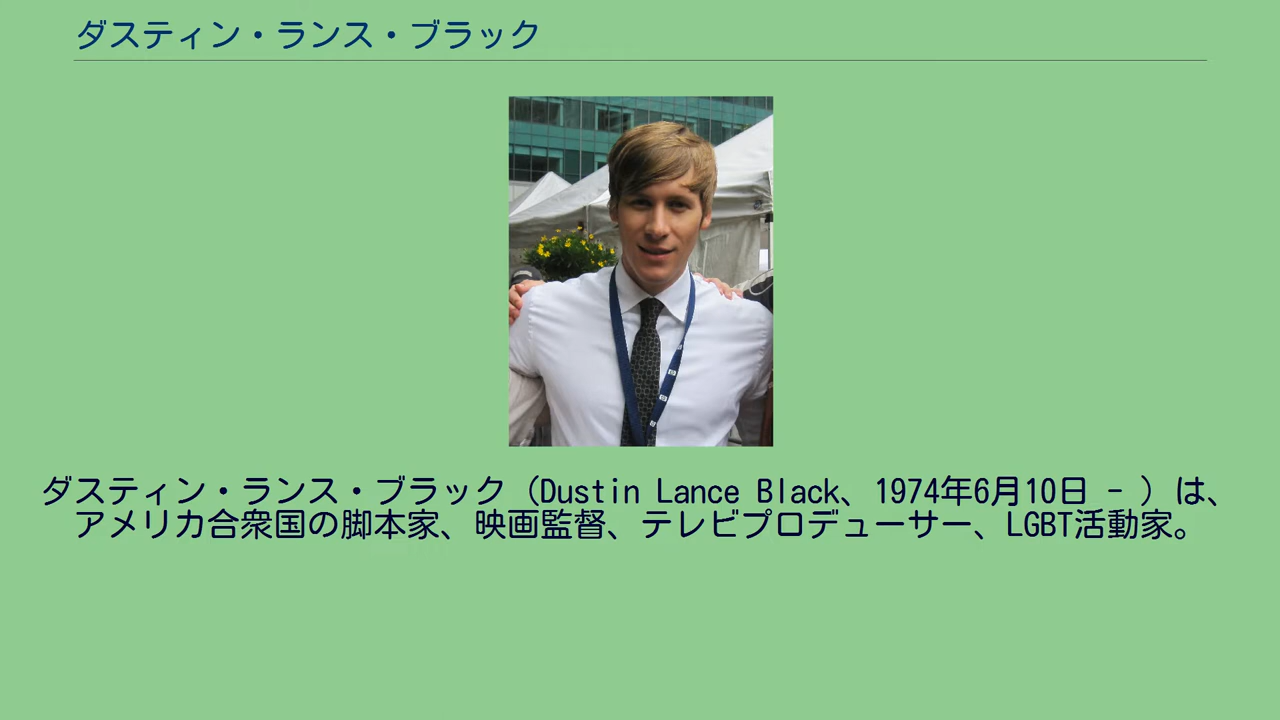 ダスティン・ランス・ブラック
ダスティン・ランス・ブラック（Dustin Lance Black、1974年6月10日 - ）は、
アメリカ合衆国の脚本家、映画監督、テレビプロデューサー、LGBT活動家。